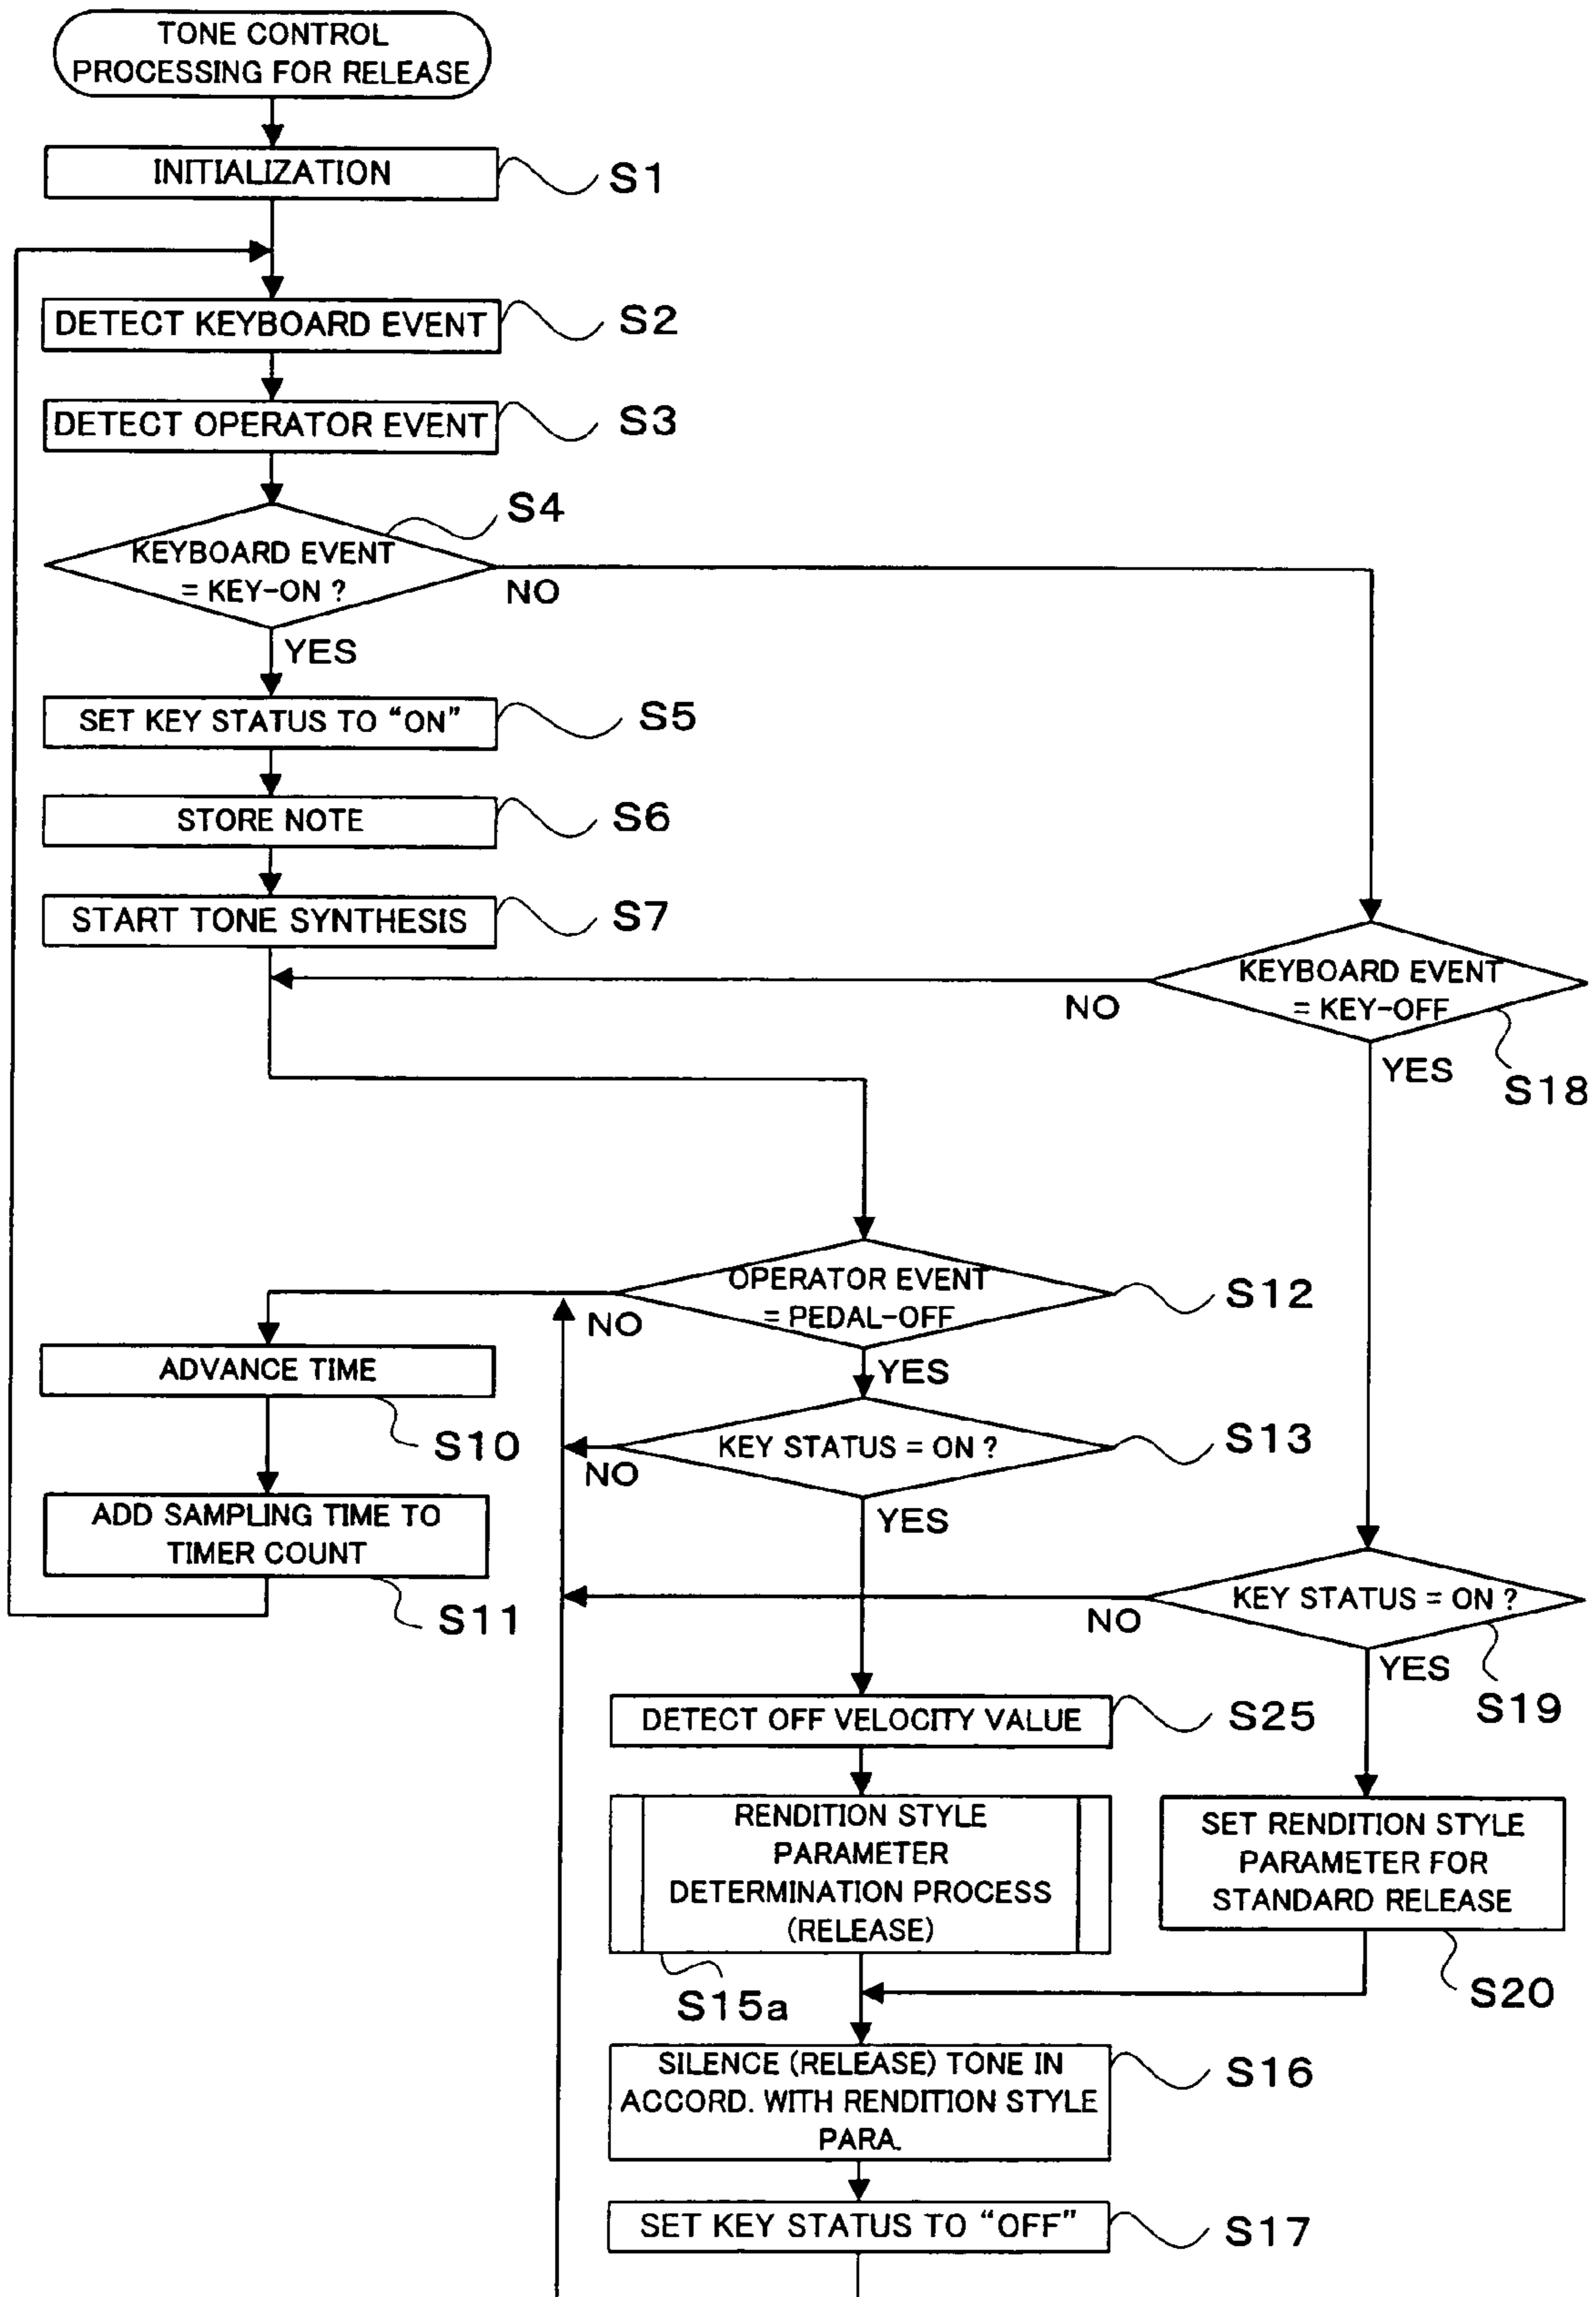 TONE CONTROL
PROCESSING FOR RELEASE
INITIALIZATION
S1
DETECT KEYBOARD EVENT
S2
DETECT OPERATOR EVENT
S3
S4
KEYBOARD EVENT
= KEY-ON ?
NO
YES
SET KEY STATUS TO “ON”
S5
STORE NOTE
S6
START TONE SYNTHESIS
S7
KEYBOARD EVENT
= KEY-OFF
NO
YES
S18
OPERATOR EVENT
= PEDAL-OFF
S12
NO
YES
ADVANCE TIME
S10
KEY STATUS = ON ?
S13
NO
YES
ADD SAMPLING TIME TO
TIMER COUNT
S11
KEY STATUS = ON ?
NO
YES
S19
DETECT OFF VELOCITY VALUE
S25
RENDITION STYLE
PARAMETER
DETERMINATION PROCESS
(RELEASE)
S15a
SET RENDITION STYLE
PARAMETER FOR
STANDARD RELEASE
S20
SILENCE (RELEASE) TONE IN
ACCORD. WITH RENDITION STYLE
PARA.
S16
SET KEY STATUS TO “OFF”
S17